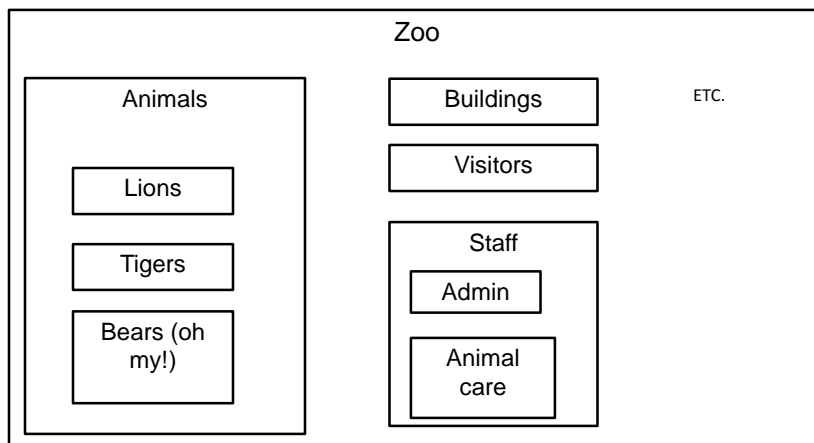 Zoo
Animals
Lions
Tigers
Bears (oh
my!)
Buildings
Visitors
Staff
Admin
Animal
care
ETC.